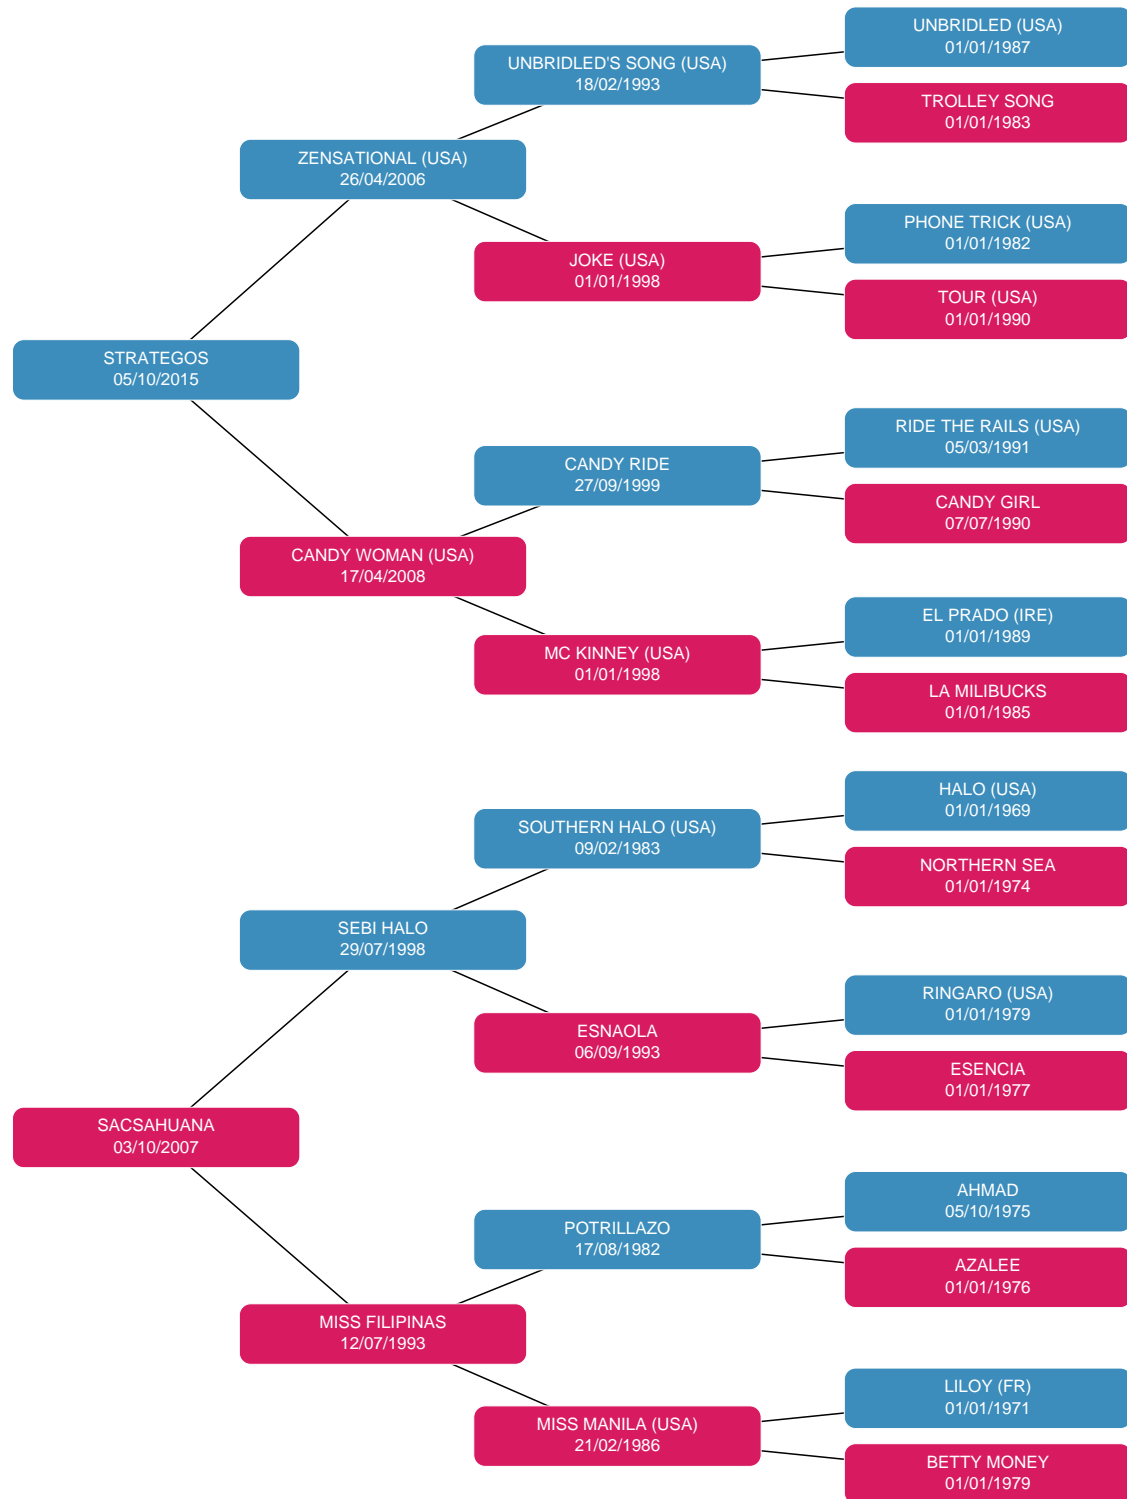 UNBRIDLED (USA)
01/01/1987
UNBRIDLED'S SONG (USA)
18/02/1993
TROLLEY SONG
01/01/1983
ZENSATIONAL (USA)
26/04/2006
PHONE TRICK (USA)
01/01/1982
JOKE (USA)
01/01/1998
TOUR (USA)
01/01/1990
STRATEGOS
05/10/2015
RIDE THE RAILS (USA)
05/03/1991
CANDY RIDE
27/09/1999
CANDY GIRL
07/07/1990
CANDY WOMAN (USA)
17/04/2008
EL PRADO (IRE)
01/01/1989
MC KINNEY (USA)
01/01/1998
LA MILIBUCKS
01/01/1985
HALO (USA)
01/01/1969
SOUTHERN HALO (USA)
09/02/1983
NORTHERN SEA
01/01/1974
SEBI HALO
29/07/1998
RINGARO (USA)
01/01/1979
ESNAOLA
06/09/1993
ESENCIA
01/01/1977
SACSAHUANA
03/10/2007
AHMAD
05/10/1975
POTRILLAZO
17/08/1982
AZALEE
01/01/1976
MISS FILIPINAS
12/07/1993
LILOY (FR)
01/01/1971
MISS MANILA (USA)
21/02/1986
BETTY MONEY
01/01/1979